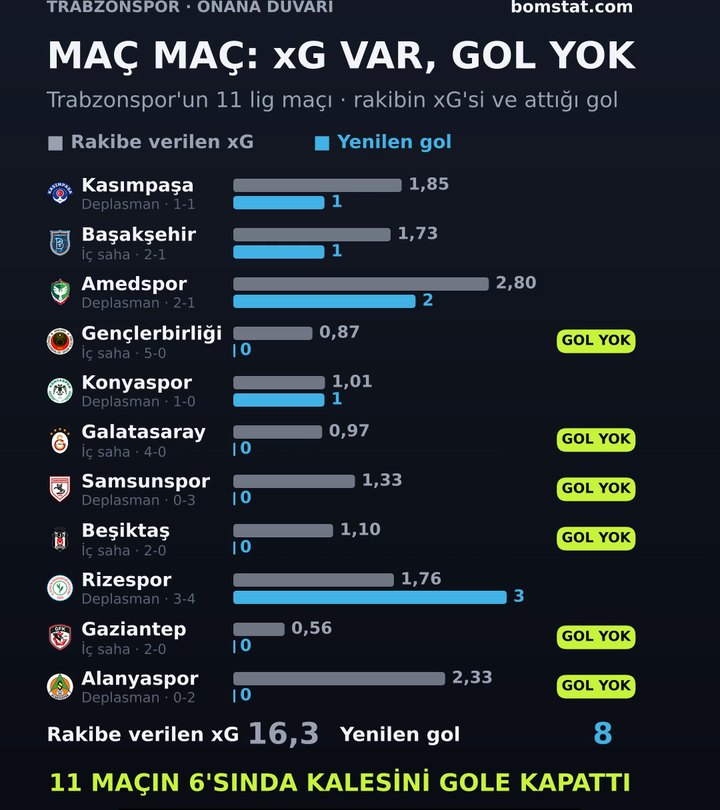 TRABZONSPOR · ONANA DUVARI bomstat.com
MAÇ MAÇ: xG VAR, GOL YOK
Trabzonspor'un 11 lig maçı · rakibin xG'si ve attığı gol
Rakibe verilen xG Yenilen gol
Kasımpaşa 1,85
Deplasman · 1-1 1
Başakşehir 1,73
İç saha · 2-1 1
Amedspor 2,80
Deplasman · 2-1 2
Gençlerbirliği 0,87 GOL YOK
İç saha · 5-0 0
Konyaspor 1,01
Deplasman · 1-0 1
Galatasaray 0,97 GOL YOK
İç saha · 4-0 0
Samsunspor 1,33 GOL YOK
Deplasman · 0-3 0
Beşiktaş 1,10 GOL YOK
İç saha · 2-0 0
Rizespor 1,76
Deplasman · 3-4 3
Gaziantep 0,56 GOL YOK
İç saha · 2-0 0
Alanyaspor 2,33 GOL YOK
Deplasman · 0-2 0
Rakibe verilen xG 16,3 Yenilen gol 8
11 MAÇIN 6'SINDA KALESİNİ GOLE KAPATTI